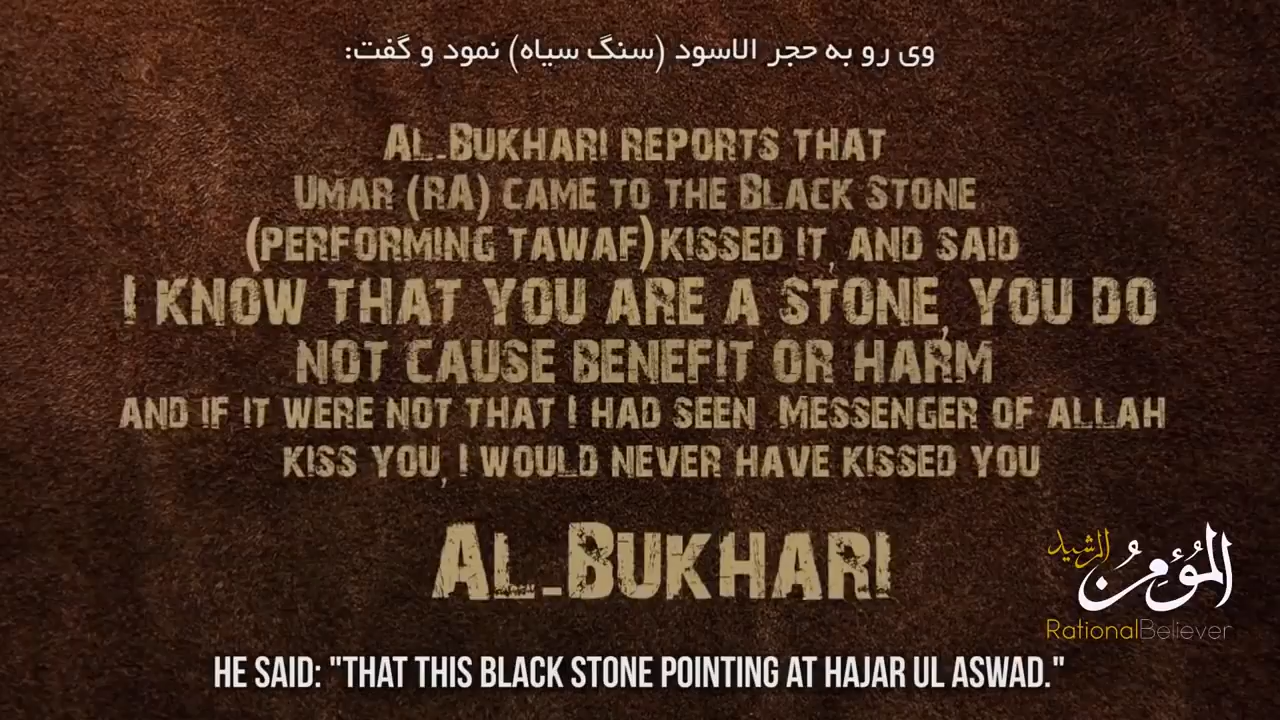 وی رو به حجر الاسود (سنگ سیاه) نمود و گفت:
AL-BUKHARI REPORTS THAT
UMAR (RA) CAME TO THE BLACK STONE
(PERFORMING TAWAF) KISSED IT, AND SAID
I KNOW THAT YOU ARE A STONE, YOU DO
NOT CAUSE BENEFIT OR HARM
AND IF IT WERE NOT THAT I HAD SEEN MESSENGER OF ALLAH
KISS YOU, I WOULD NEVER HAVE KISSED YOU
AL-BUKHARI
المؤمن الرشيد
RationalBeliever
HE SAID: "THAT THIS BLACK STONE POINTING AT HAJAR UL ASWAD."